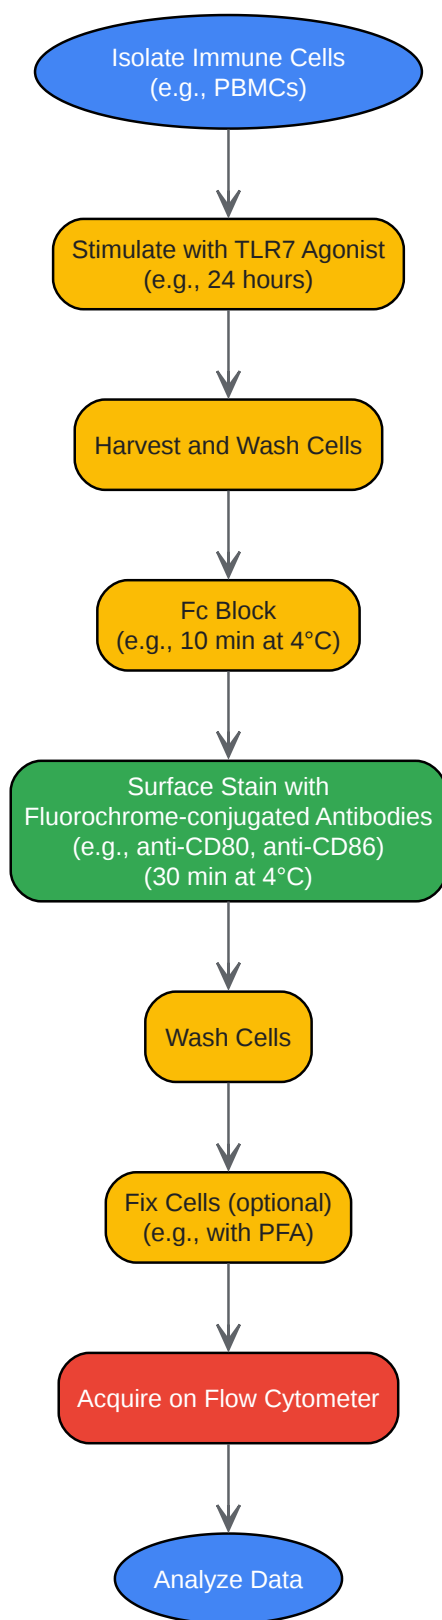 Isolate Immune Cells
(e.g., PBMCs)
Stimulate with TLR7 Agonist
(e.g., 24 hours)
Harvest and Wash Cells
Fc Block
(e.g., 10 min at 4°C)
Surface Stain with
Fluorochrome-conjugated Antibodies
(e.g., anti-CD80, anti-CD86)
(30 min at 4°C)
Wash Cells
Fix Cells (optional)
(e.g., with PFA)
Acquire on Flow Cytometer
Analyze Data